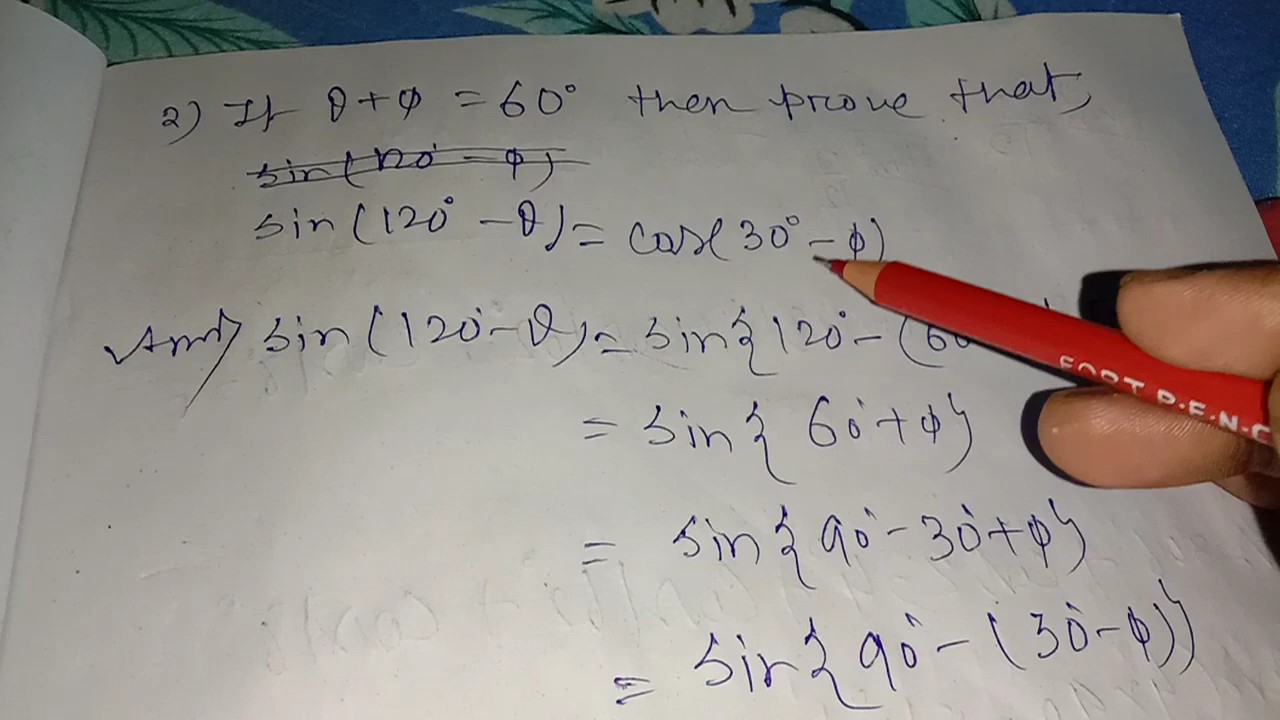 2) If θ+φ = 60° then prove that,
sin(120° - φ)
sin(120° - θ) = cos(30° - φ)
Ans) sin(120° - θ) = sin{120° - (60
= sin{ 60° + φ}
= sin{ 90° - 30° + φ}
= sin{ 90° - (30° - φ)}